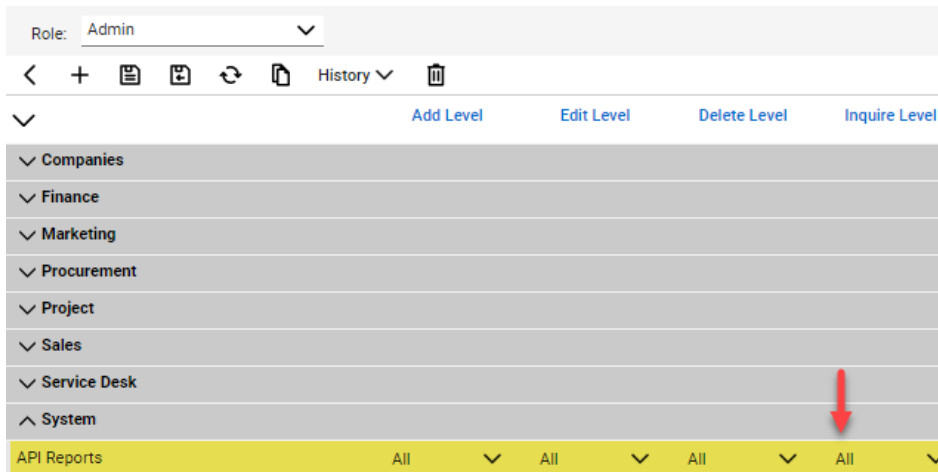 Role: Admin
History
Add Level Edit Level Delete Level Inquire Level
Companies
Finance
Marketing
Procurement
Project
Sales
Service Desk
System
API Reports All All All All